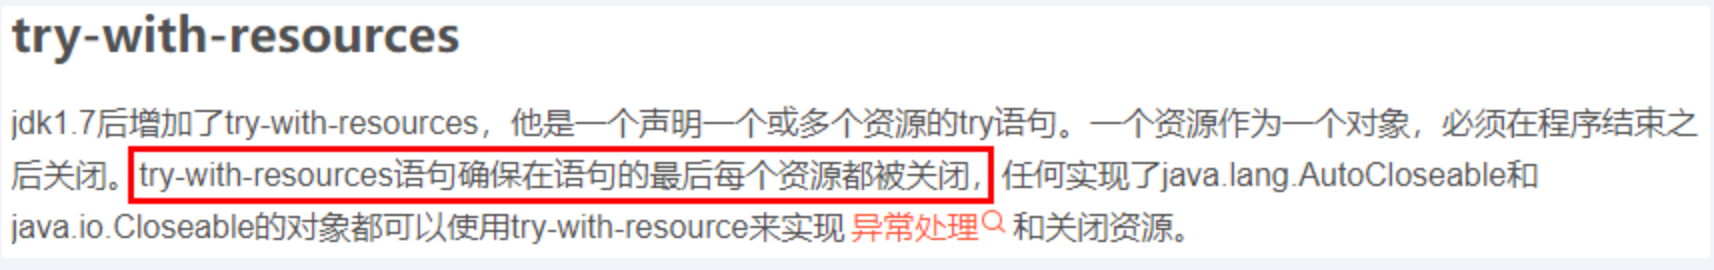 try-with-resources
jdk1.7后增加了try-with-resources，他是一个声明一个或多个资源的try语句。一个资源作为一个对象，必须在程序结束之
后关闭。try-with-resources语句确保在语句的最后每个资源都被关闭，任何实现了java.lang.AutoCloseable和
java.io.Closeable的对象都可以使用try-with-resource来实现 异常处理 和关闭资源。